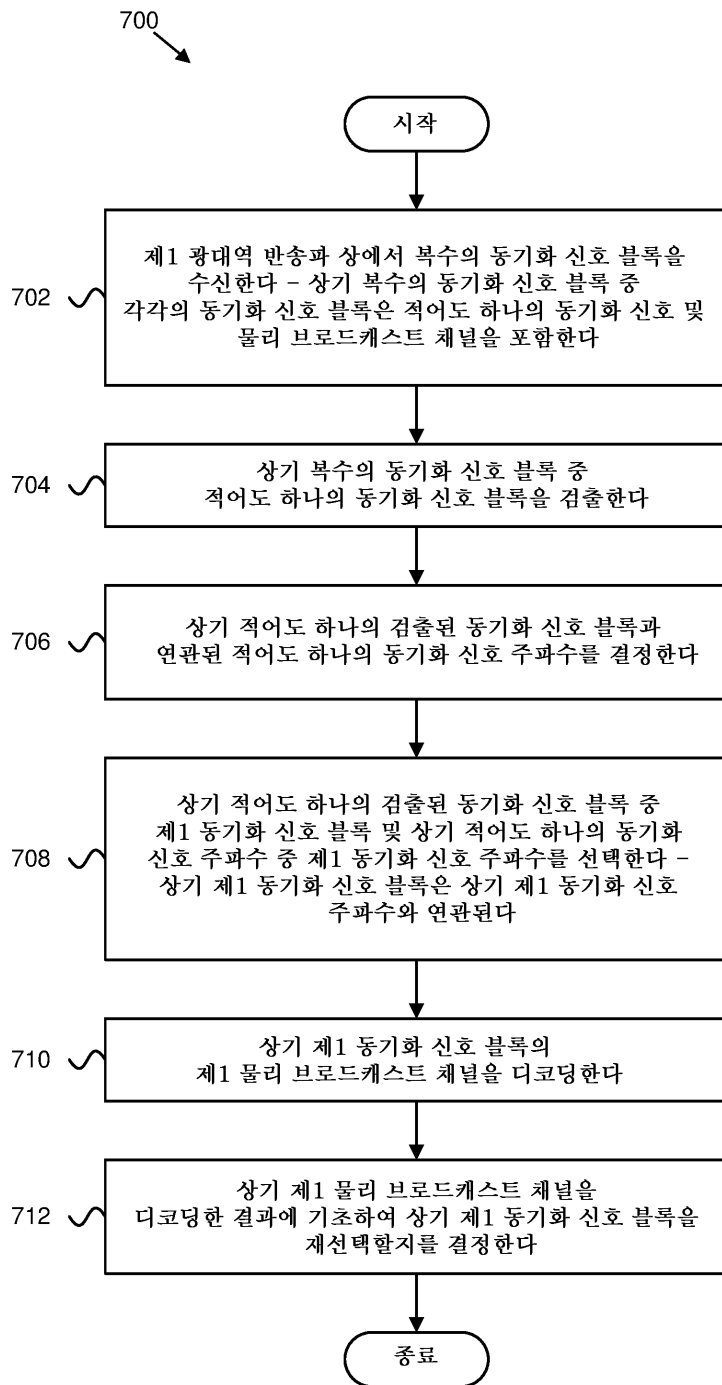 700
시작
702
제1 광대역 반송파 상에서 복수의 동기화 신호 블록을
수신한다 – 상기 복수의 동기화 신호 블록 중
각각의 동기화 신호 블록은 적어도 하나의 동기화 신호 및
물리 브로드캐스트 채널을 포함한다
704
상기 복수의 동기화 신호 블록 중
적어도 하나의 동기화 신호 블록을 검출한다
706
상기 적어도 하나의 검출된 동기화 신호 블록과
연관된 적어도 하나의 동기화 신호 주파수를 결정한다
708
상기 적어도 하나의 검출된 동기화 신호 블록 중
제1 동기화 신호 블록 및 상기 적어도 하나의 동기화
신호 주파수 중 제1 동기화 신호 주파수를 선택한다 –
상기 제1 동기화 신호 블록은 상기 제1 동기화 신호
주파수와 연관된다
710
상기 제1 동기화 신호 블록의
제1 물리 브로드캐스트 채널을 디코딩한다
712
상기 제1 물리 브로드캐스트 채널을
디코딩한 결과에 기초하여 상기 제1 동기화 신호 블록을
재선택할지를 결정한다
종료